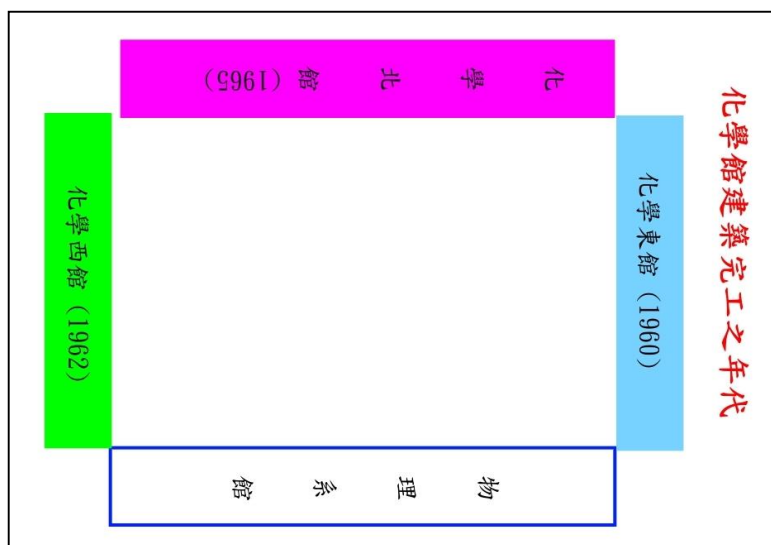 化學館建築完工之年代
化學北館 (1965)
化學東館 (1960)
化學西館 (1962)
物理系館